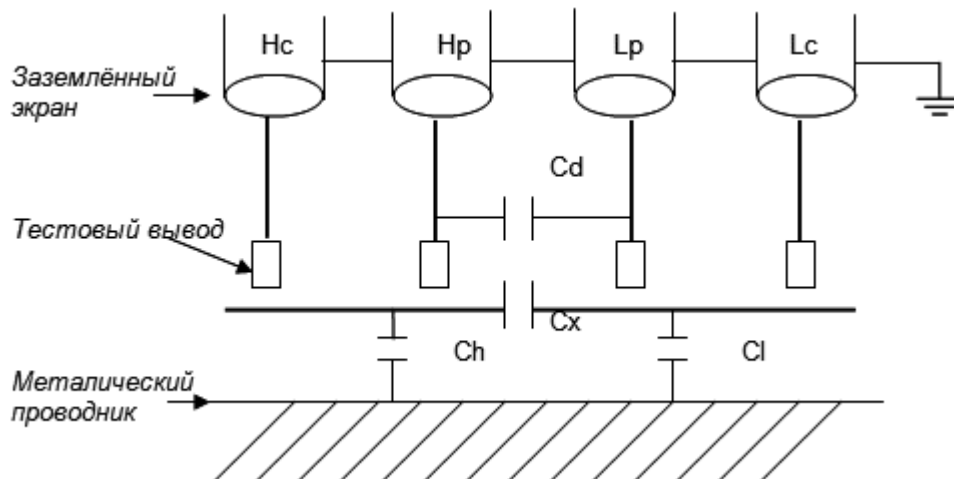 Hc Hp Lp Lc
Заземлённый
экран
Cd
Тестовый вывод
Cx
Ch Cl
Металический
проводник